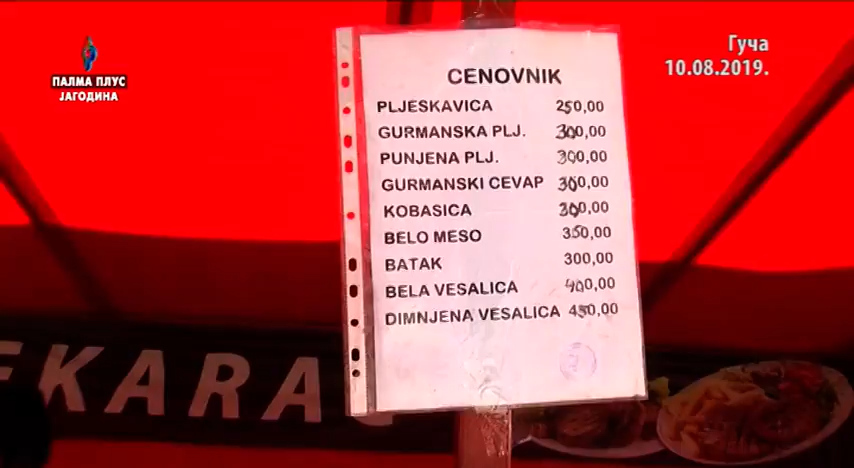 ПАЛМА ПЛУС
ЈАГОДИНА
Гуча
10.08.2019.
CENOVNIK
PLJESKAVICA 250,00
GURMANSKA PLJ. 300,00
PUNJENA PLJ. 300,00
GURMANSKI CEVAP 300,00
KOBASICA 300,00
BELO MESO 350,00
BATAK 300,00
BELA VESALICA 400,00
DIMNJENA VESALICA 450,00
EKARA